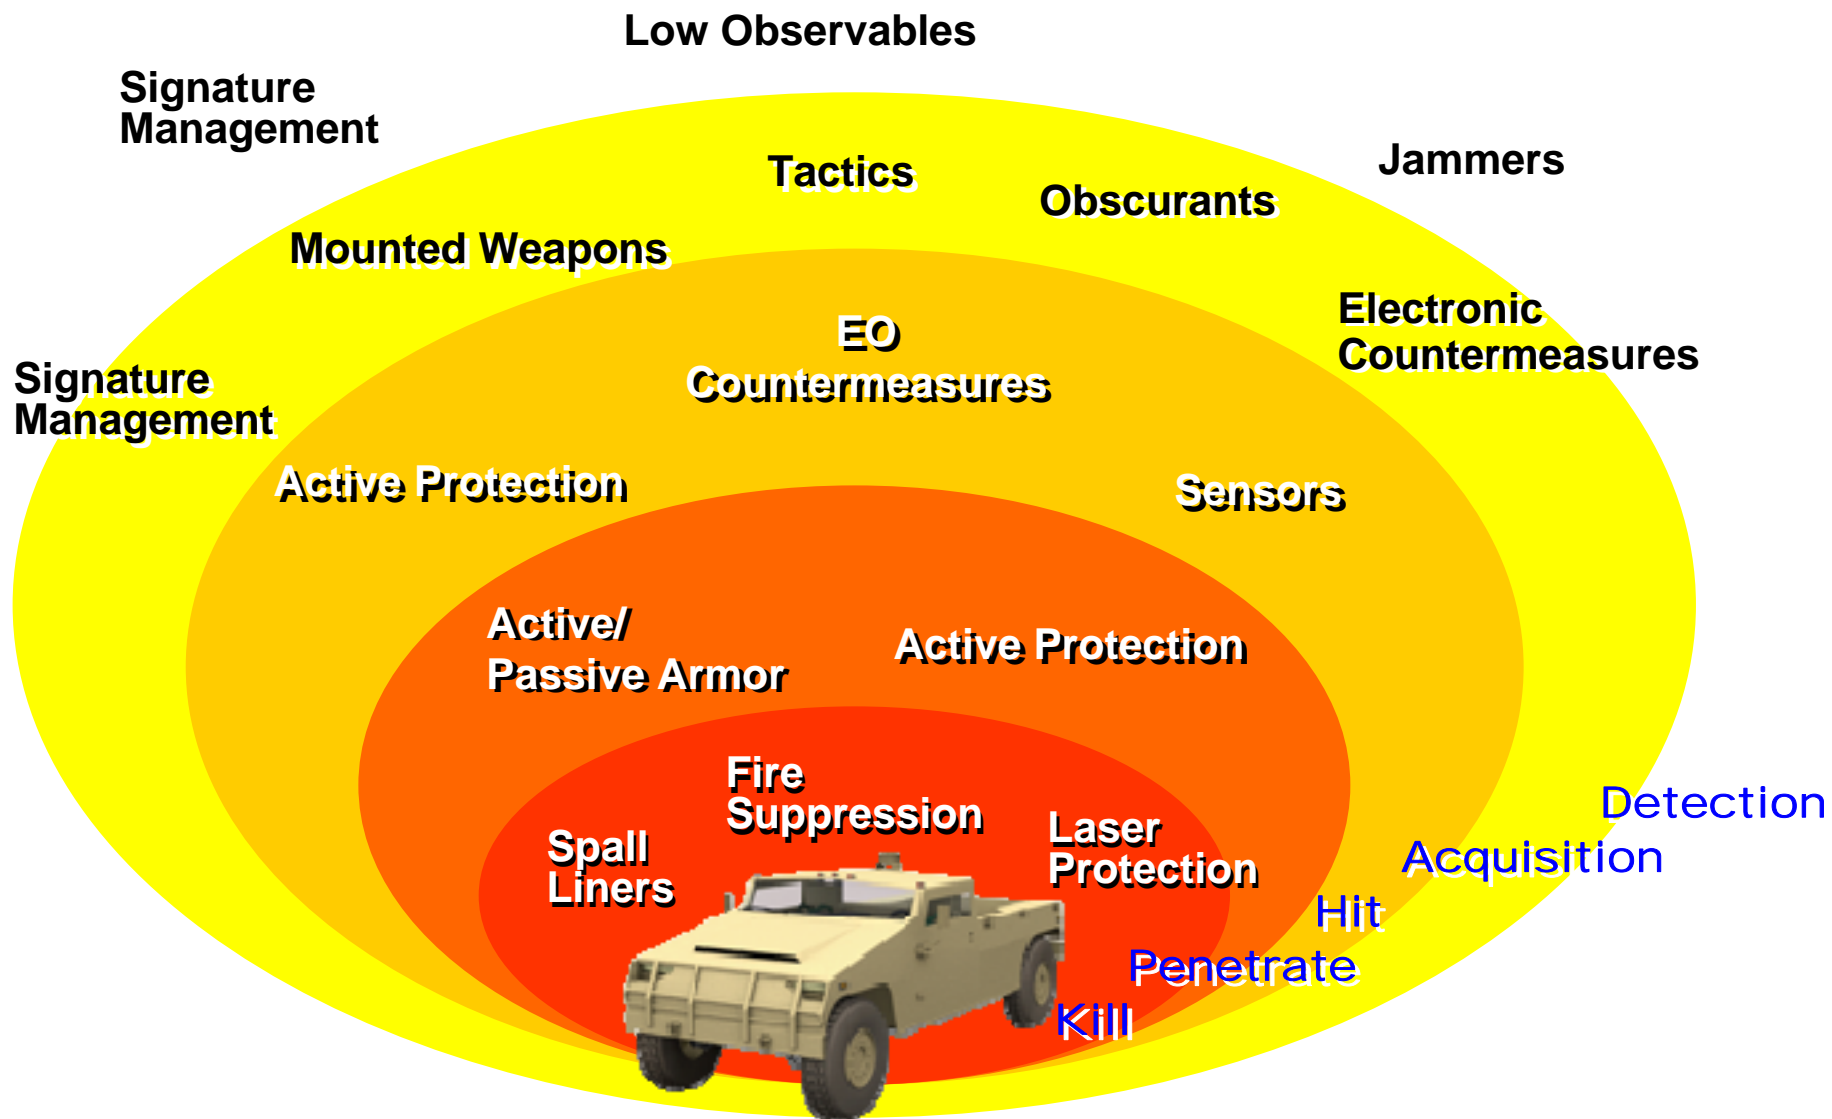 Low Observables
Signature
Management
Jammers
Tactics
Obscurants
Mounted Weapons
Electronic
Countermeasures
EO
Countermeasures
Signature
Management
Active Protection
Sensors
Active/
Passive Armor
Active Protection
Fire
Suppression
Spall
Liners
Laser
Protection
Detection
Acquisition
Hit
Penetrate
Kill